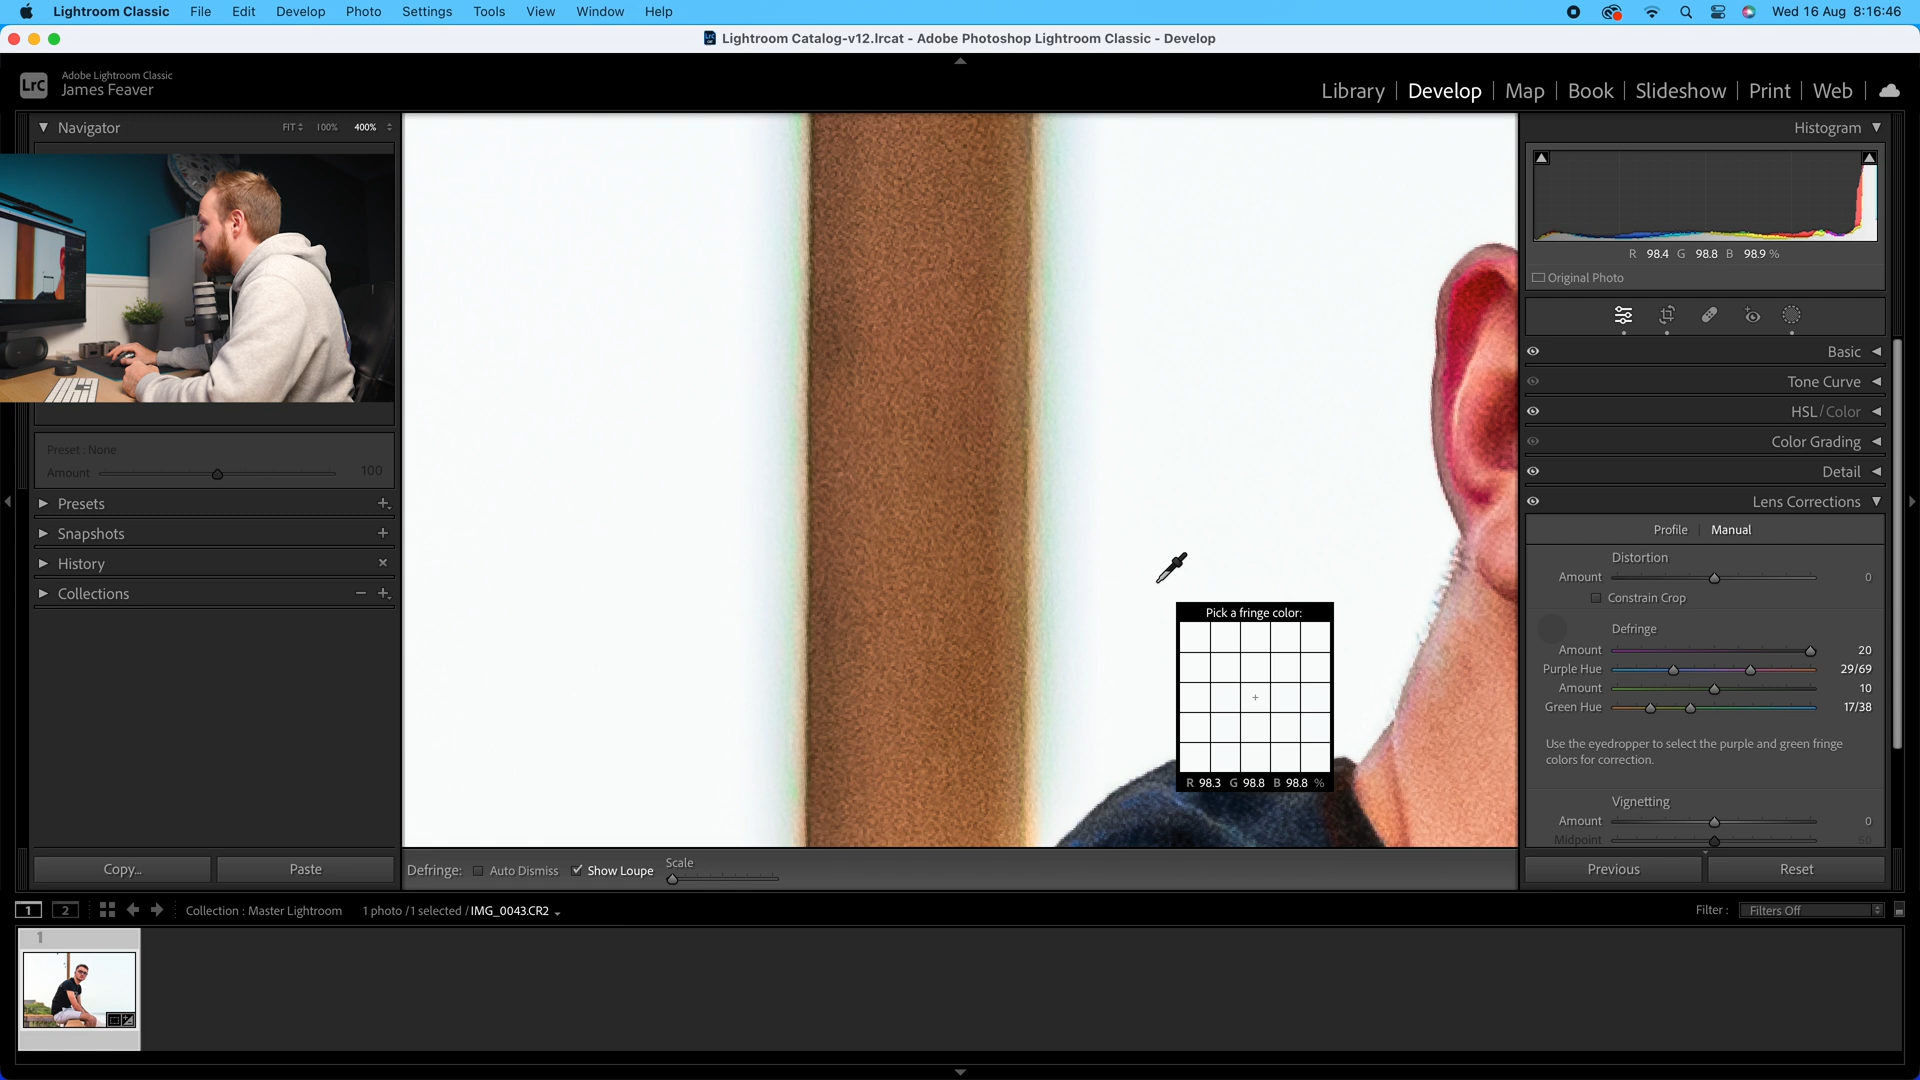 Lightroom Classic File Edit Develop Photo Settings Tools View Window Help Wed 16 Aug 8:16:46
Lightroom Catalog-v12.lrcat - Adobe Photoshop Lightroom Classic - Develop
LrC
Adobe Lightroom Classic
James Feaver
Library Develop Map Book Slideshow Print Web
Navigator FIT 100% 400%
Histogram
R 98.4 G 98.8 B 98.9 %
Original Photo
Basic
Tone Curve
HSL / Color
Color Grading
Detail
Lens Corrections
Profile Manual
Distortion
Amount 0
Constrain Crop
Defringe
Amount 20
Purple Hue 29/69
Amount 10
Green Hue 17/38
Use the eyedropper to select the purple and green fringe
colors for correction.
Vignetting
Amount 0
Midpoint 50
Previous Reset
Preset : None
Amount 100
Presets
Snapshots
History
Collections
Copy... Paste
Pick a fringe color:
R 98.3 G 98.8 B 98.8 %
Defringe: Auto Dismiss Show Loupe Scale
1 2 Collection : Master Lightroom 1 photo /1 selected /IMG_0043.CR2 Filter : Filters Off
1